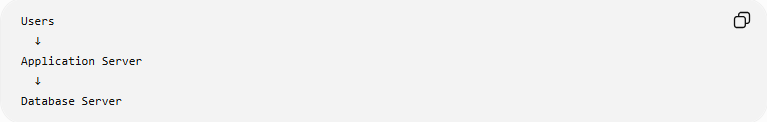 Users
↓
Application Server
↓
Database Server